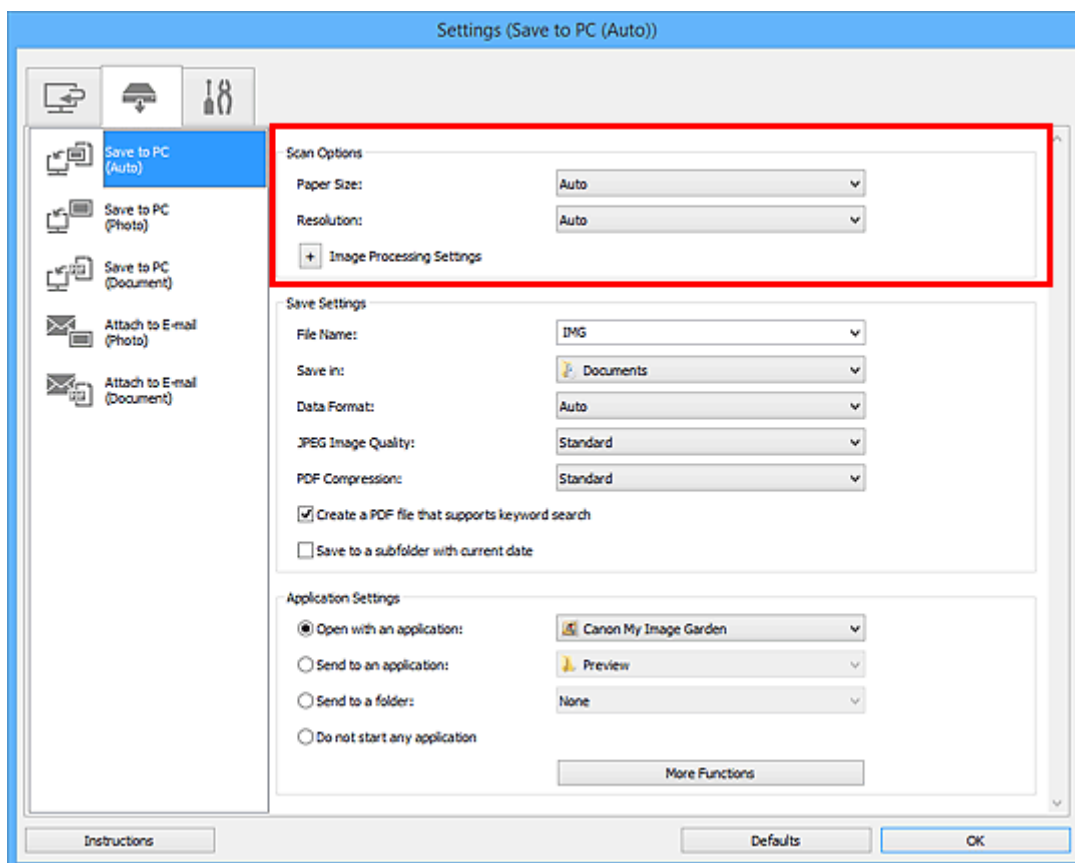 Settings (Save to PC (Auto))
Save to PC
(Auto)
Save to PC
(Photo)
Save to PC
(Document)
Attach to E-mail
(Photo)
Attach to E-mail
(Document)
Scan Options
Paper Size: Auto
Resolution: Auto
+ Image Processing Settings
Save Settings
File Name: IMG
Save in: Documents
Data Format: Auto
JPEG Image Quality: Standard
PDF Compression: Standard
Create a PDF file that supports keyword search
Save to a subfolder with current date
Application Settings
Open with an application: Canon My Image Garden
Send to an application: Preview
Send to a folder: None
Do not start any application
More Functions
Instructions Defaults OK